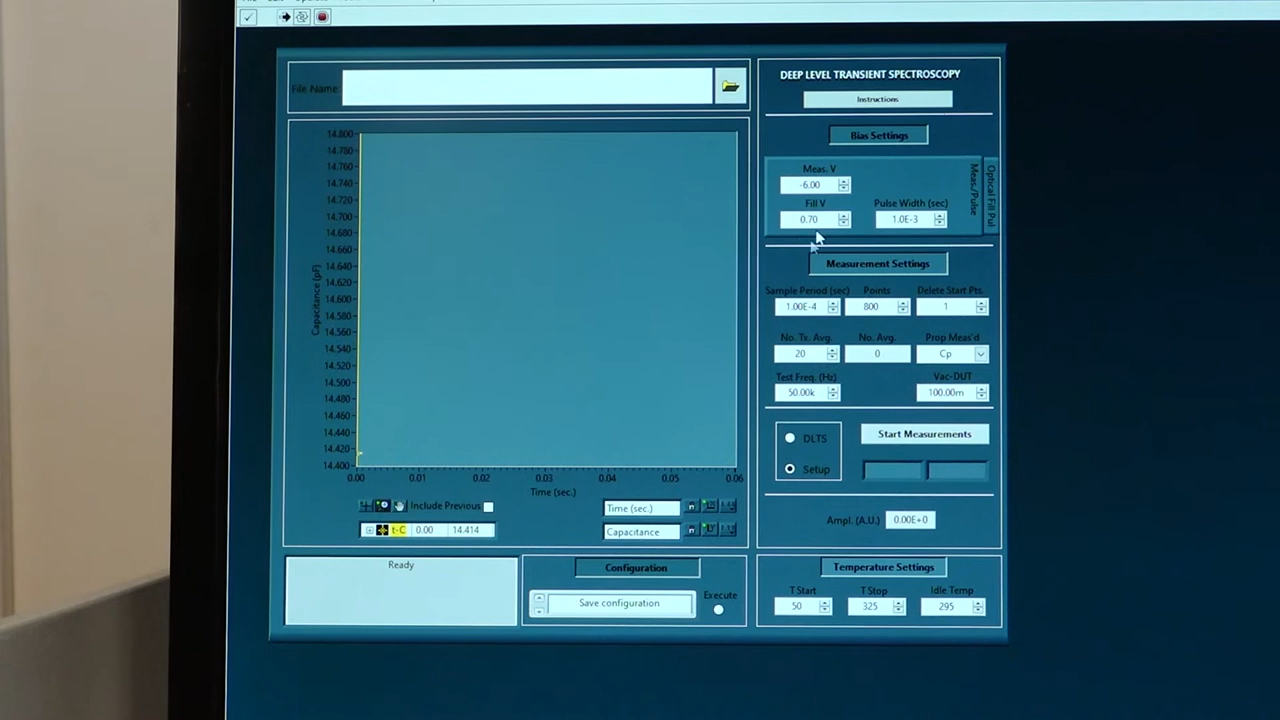 File Name
DEEP LEVEL TRANSIENT SPECTROSCOPY
Instructions
Bias Settings
Meas. V
-6.00
Fill V
0.70
Pulse Width (sec)
1.0E-3
Meas./Pulse
Optical Fill Pul
Measurement Settings
Sample Period (sec) Points Delete Start Pts.
1.00E-4 800 1
No. Tx. Avg. No. Avg. Prop Meas'd
20 0 Cp
Test Freq. (Hz) Vac-DUT
50.00k 100.00m
DLTS
Setup
Start Measurements
Ampl. (A.U.) 0.00E+0
Temperature Settings
T Start T Stop Idle Temp
50 325 295
Capacitance (pF)
14.800
14.780
14.760
14.740
14.720
14.700
14.680
14.660
14.640
14.620
14.600
14.580
14.560
14.540
14.520
14.500
14.480
14.460
14.440
14.420
14.400
0.00 0.01 0.02 0.03 0.04 0.05 0.06
Time (sec.)
Include Previous
t-C 0.00 14.414
Time (sec.)
Capacitance
Ready
Configuration
Save configuration
Execute